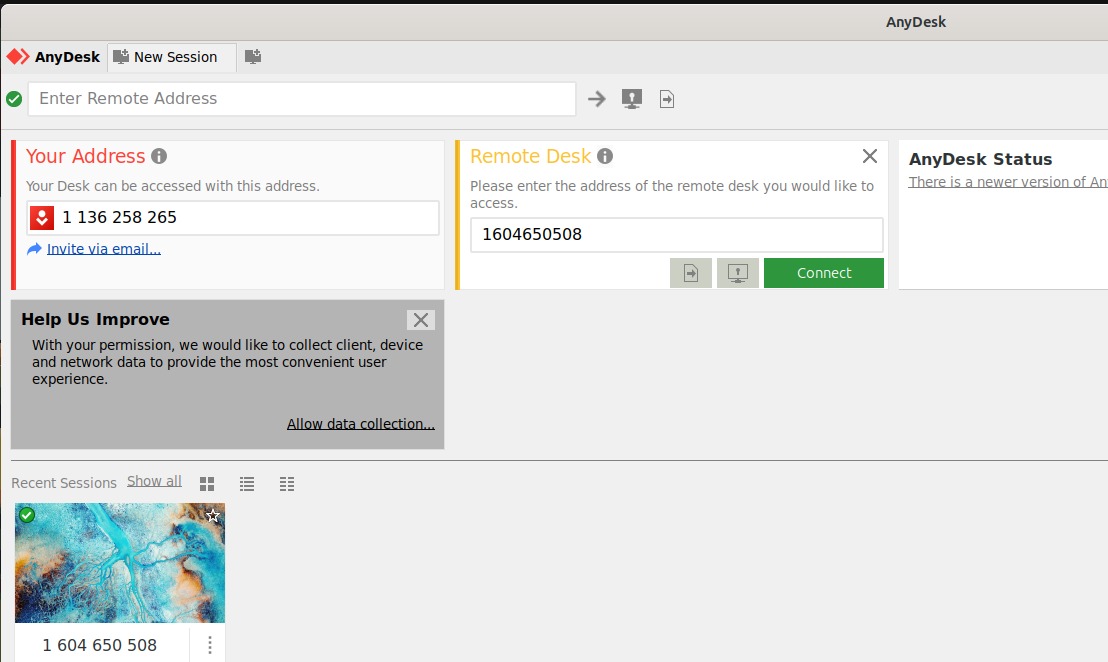 AnyDesk
AnyDesk
New Session
Enter Remote Address
Your Address
Your Desk can be accessed with this address.
1 136 258 265
Invite via email...
Remote Desk
Please enter the address of the remote desk you would like to
access.
1604650508
Connect
AnyDesk Status
There is a newer version of An
Help Us Improve
With your permission, we would like to collect client, device
and network data to provide the most convenient user
experience.
Allow data collection...
Recent Sessions Show all
1 604 650 508